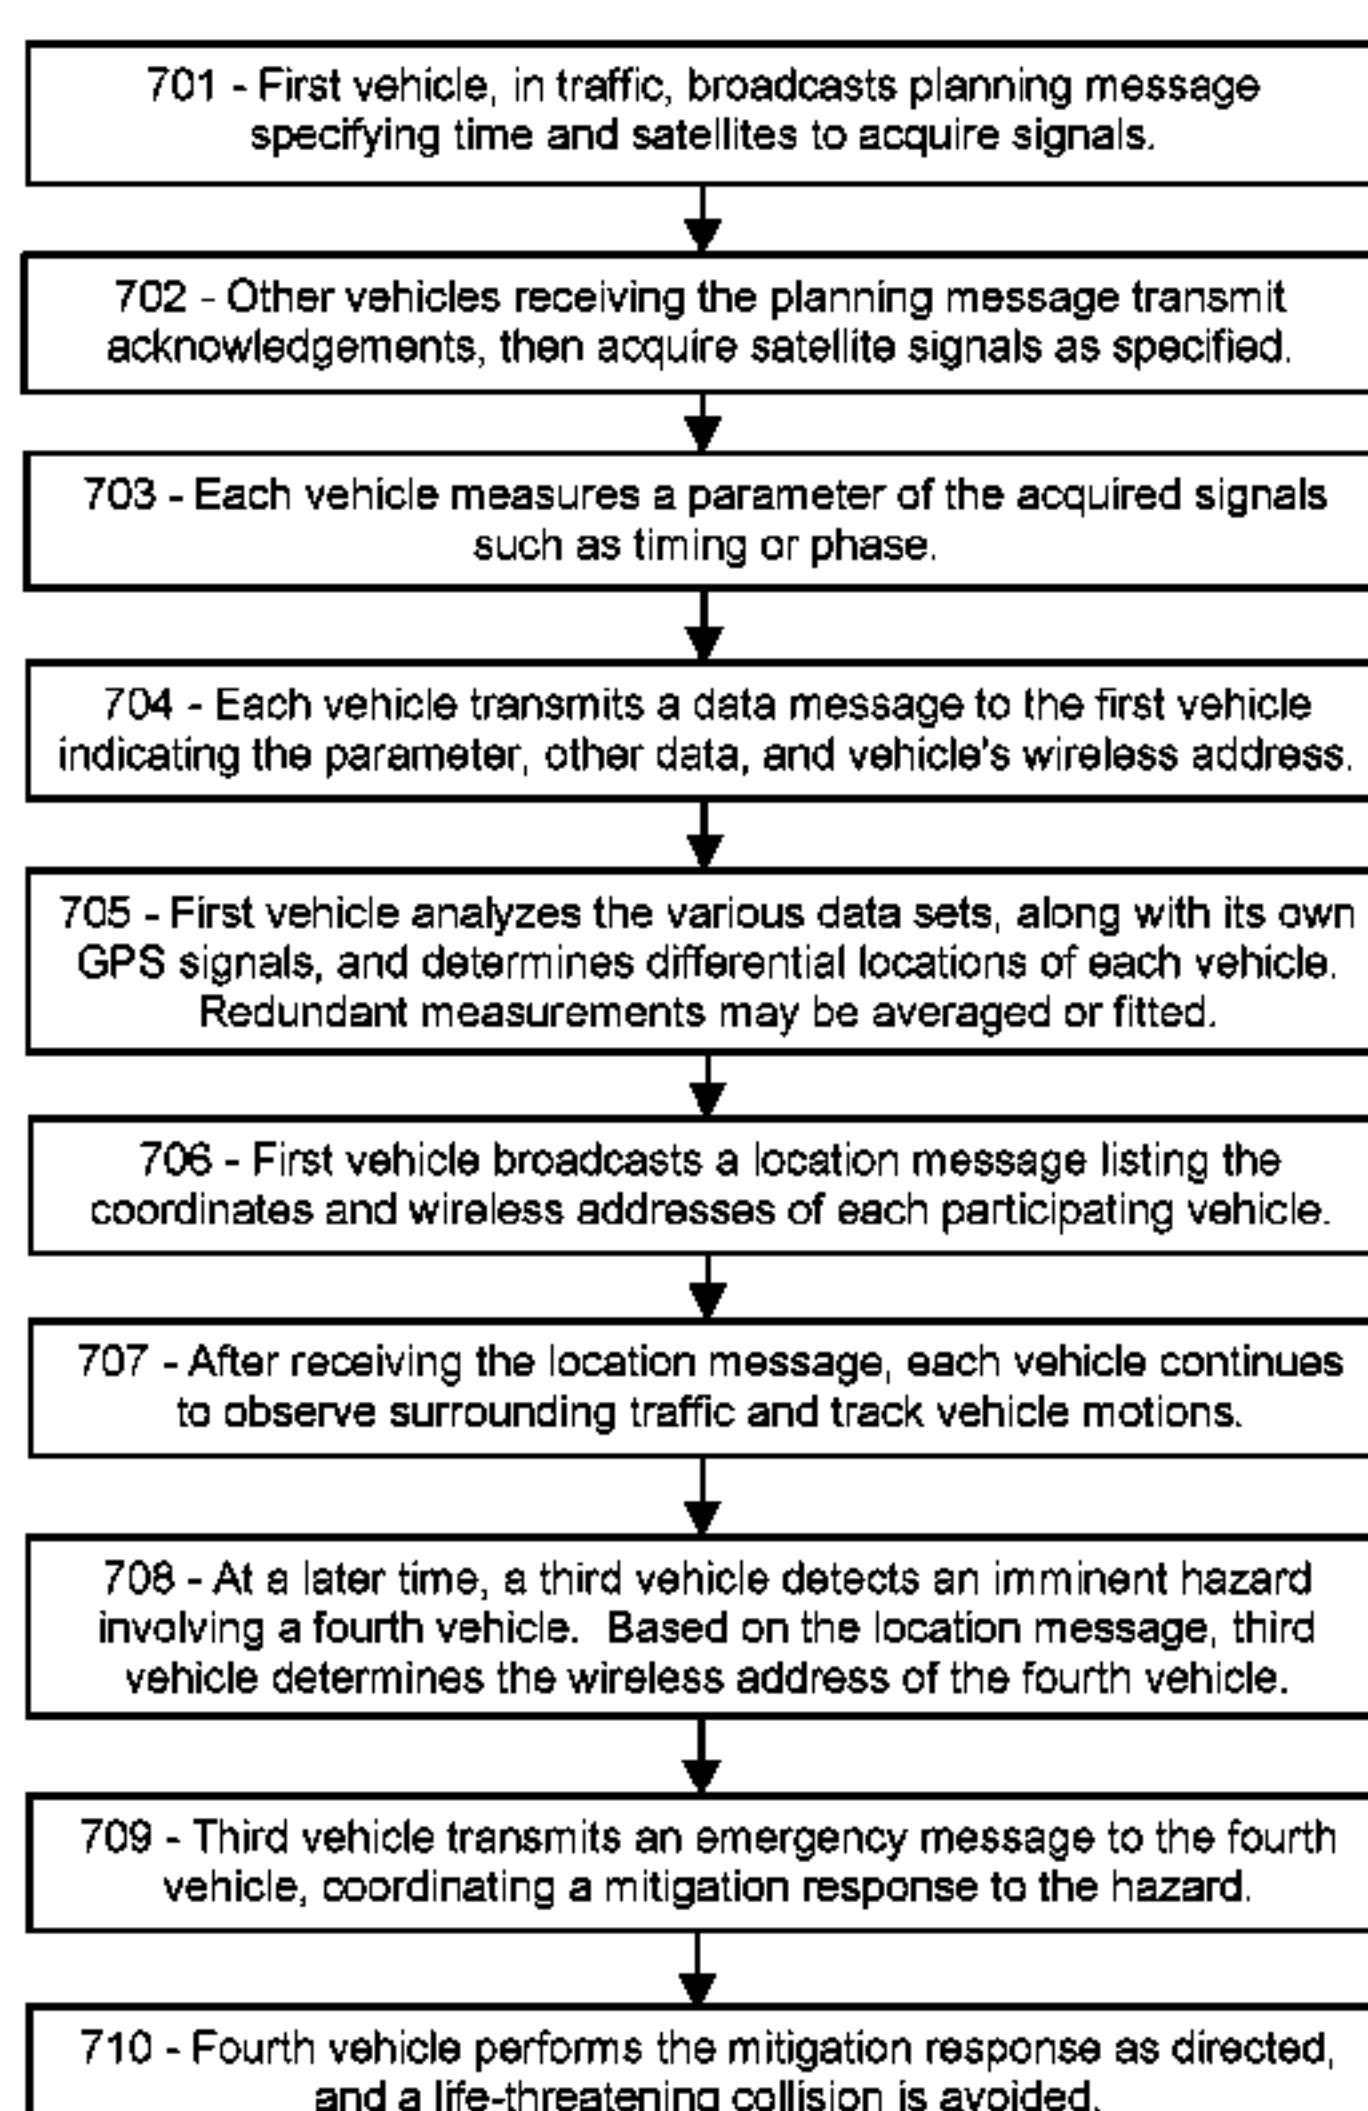 701 - First vehicle, in traffic, broadcasts planning message
specifying time and satellites to acquire signals.
702 - Other vehicles receiving the planning message transmit
acknowledgements, then acquire satellite signals as specified.
703 - Each vehicle measures a parameter of the acquired signals
such as timing or phase.
704 - Each vehicle transmits a data message to the first vehicle
indicating the parameter, other data, and vehicle's wireless address.
705 - First vehicle analyzes the various data sets, along with its own
GPS signals, and determines differential locations of each vehicle.
Redundant measurements may be averaged or fitted.
706 - First vehicle broadcasts a location message listing the
coordinates and wireless addresses of each participating vehicle.
707 - After receiving the location message, each vehicle continues
to observe surrounding traffic and track vehicle motions.
708 - At a later time, a third vehicle detects an imminent hazard
involving a fourth vehicle. Based on the location message, third
vehicle determines the wireless address of the fourth vehicle.
709 - Third vehicle transmits an emergency message to the fourth
vehicle, coordinating a mitigation response to the hazard.
710 - Fourth vehicle performs the mitigation response as directed,
and a life-threatening collision is avoided.